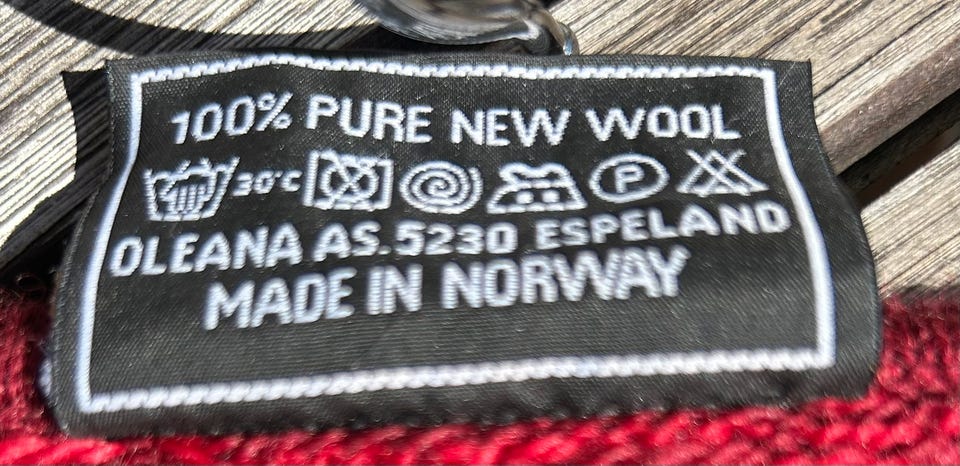 100% PURE NEW WOOL
30°C P
OLEANA AS. 5230 ESPELAND
MADE IN NORWAY